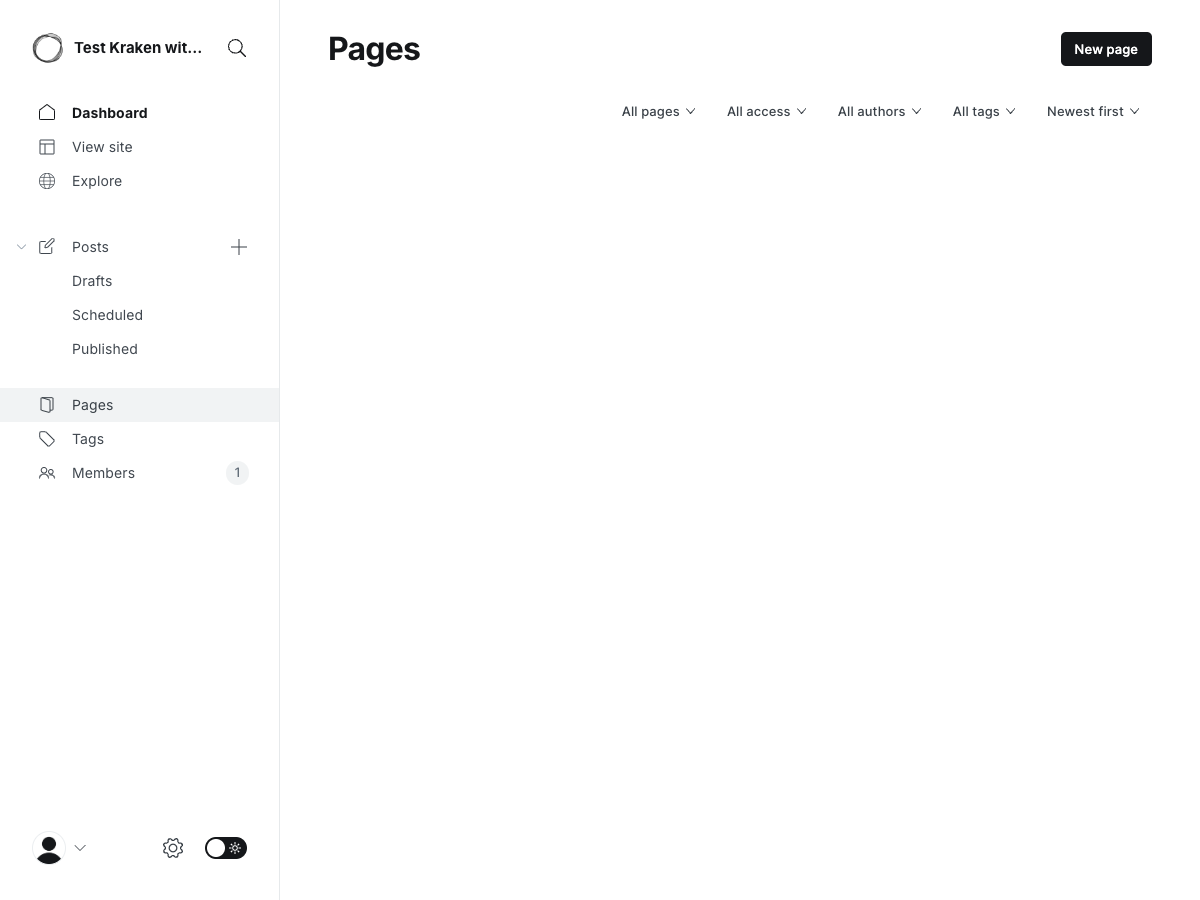 Test Kraken wit...
Dashboard
View site
Explore
Posts
Drafts
Scheduled
Published
Pages
Tags
Members
1
Pages
New page
All pages
All access
All authors
All tags
Newest first